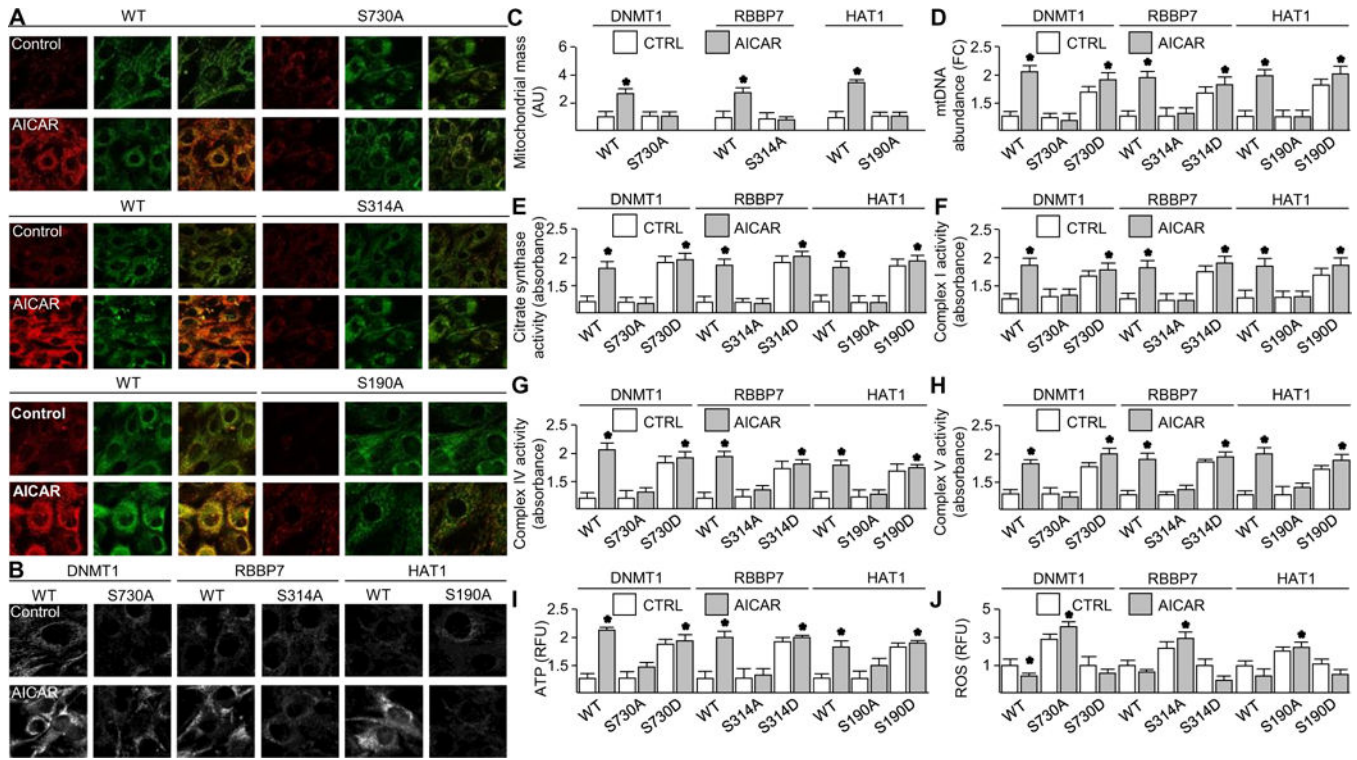 A
WT S730A
Control
AICAR
WT S314A
Control
AICAR
WT S190A
Control
AICAR
B
DNMT1 RBBP7 HAT1
WT S730A WT S314A WT S190A
Control
AICAR
C
DNMT1 RBBP7 HAT1
CTRL AICAR
Mitochondrial mass
(AU)
6
4
2
WT S730A WT S314A WT S190A
D
DNMT1 RBBP7 HAT1
CTRL AICAR
mtDNA
abundance (FC)
2.5
2
1.5
WT S730A S730D WT S314A S314D WT S190A S190D
E
DNMT1 RBBP7 HAT1
CTRL AICAR
Citrate synthase
activity (absorbance)
2.5
2
1.5
WT S730A S730D WT S314A S314D WT S190A S190D
F
DNMT1 RBBP7 HAT1
CTRL AICAR
Complex I activity
(absorbance)
2.5
2
1.5
WT S730A S730D WT S314A S314D WT S190A S190D
G
DNMT1 RBBP7 HAT1
CTRL AICAR
Complex IV activity
(absorbance)
2.5
2
1.5
WT S730A S730D WT S314A S314D WT S190A S190D
H
DNMT1 RBBP7 HAT1
CTRL AICAR
Complex V activity
(absorbance)
2.5
2
1.5
WT S730A S730D WT S314A S314D WT S190A S190D
I
DNMT1 RBBP7 HAT1
CTRL AICAR
ATP (RFU)
2.5
2
1.5
WT S730A S730D WT S314A S314D WT S190A S190D
J
DNMT1 RBBP7 HAT1
CTRL AICAR
ROS (RFU)
5
3
1
WT S730A S730D WT S314A S314D WT S190A S190D